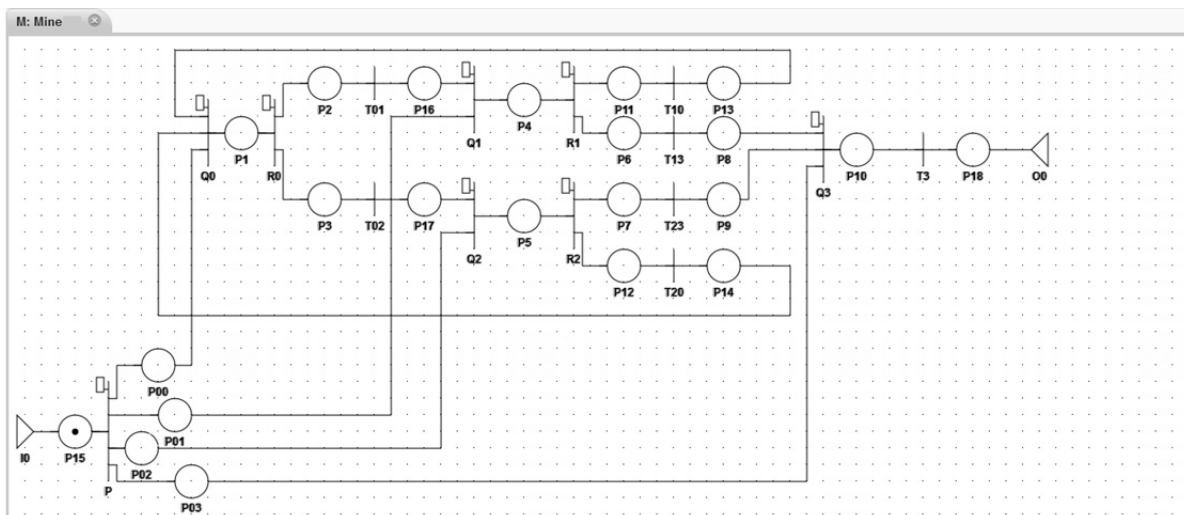 M: Mine
P2 T01 P16 Q1 P4 R1 P11 T10 P13
Q0 P1 R0 P6 T13 P8 Q3 P10 T3 P18 O0
P3 T02 P17 Q2 P5 R2 P7 T23 P9
P12 T20 P14
P00
I0 P15 P01
P02
P P03